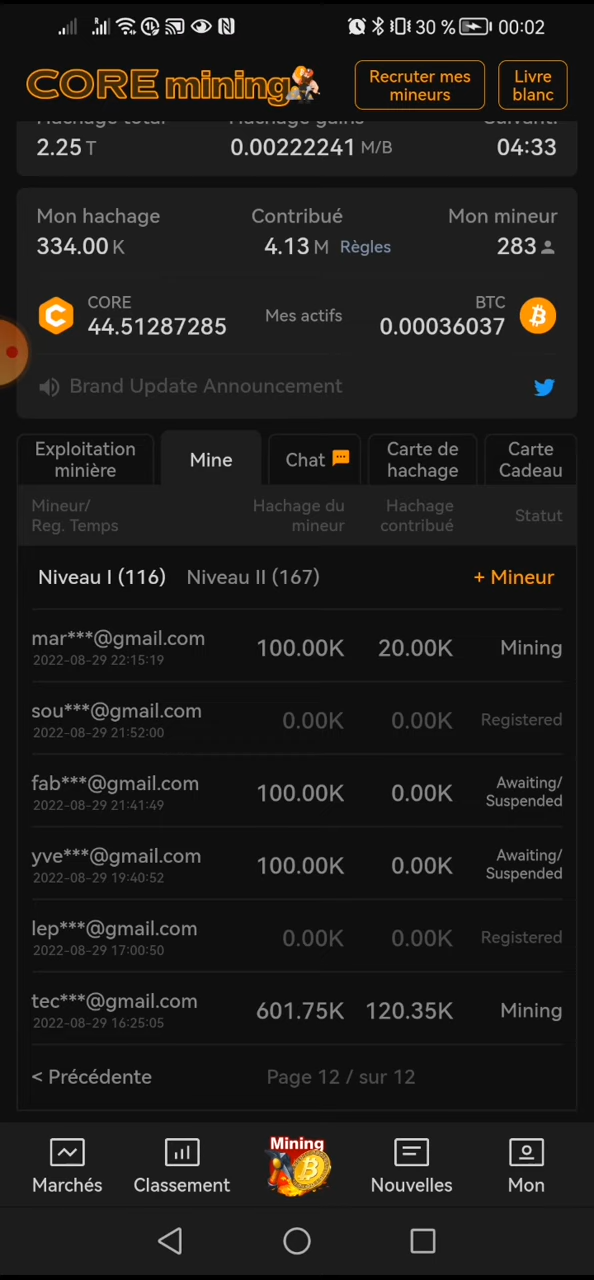 30 % 00:02
CORE mining
Recruter mes
mineurs
Livre
blanc
Hachage total Hachage gains Suivant:
2.25 T 0.00222241 M/B 04:33
Mon hachage Contribué Mon mineur
334.00 K 4.13 M Règles 283
CORE Mes actifs BTC
44.51287285 0.00036037
Brand Update Announcement
Exploitation
minière
Mine
Chat
Carte de
hachage
Carte
Cadeau
Mineur/
Reg. Temps
Hachage du
mineur
Hachage
contribué
Statut
Niveau I (116) Niveau II (167) + Mineur
mar***@gmail.com 100.00K 20.00K Mining
2022-08-29 22:15:19
sou***@gmail.com 0.00K 0.00K Registered
2022-08-29 21:52:00
fab***@gmail.com 100.00K 0.00K Awaiting/
Suspended
2022-08-29 21:41:49
yve***@gmail.com 100.00K 0.00K Awaiting/
Suspended
2022-08-29 19:40:52
lep***@gmail.com 0.00K 0.00K Registered
2022-08-29 17:00:50
tec***@gmail.com 601.75K 120.35K Mining
2022-08-29 16:25:05
< Précédente Page 12 / sur 12
Mining
Marchés Classement Nouvelles Mon